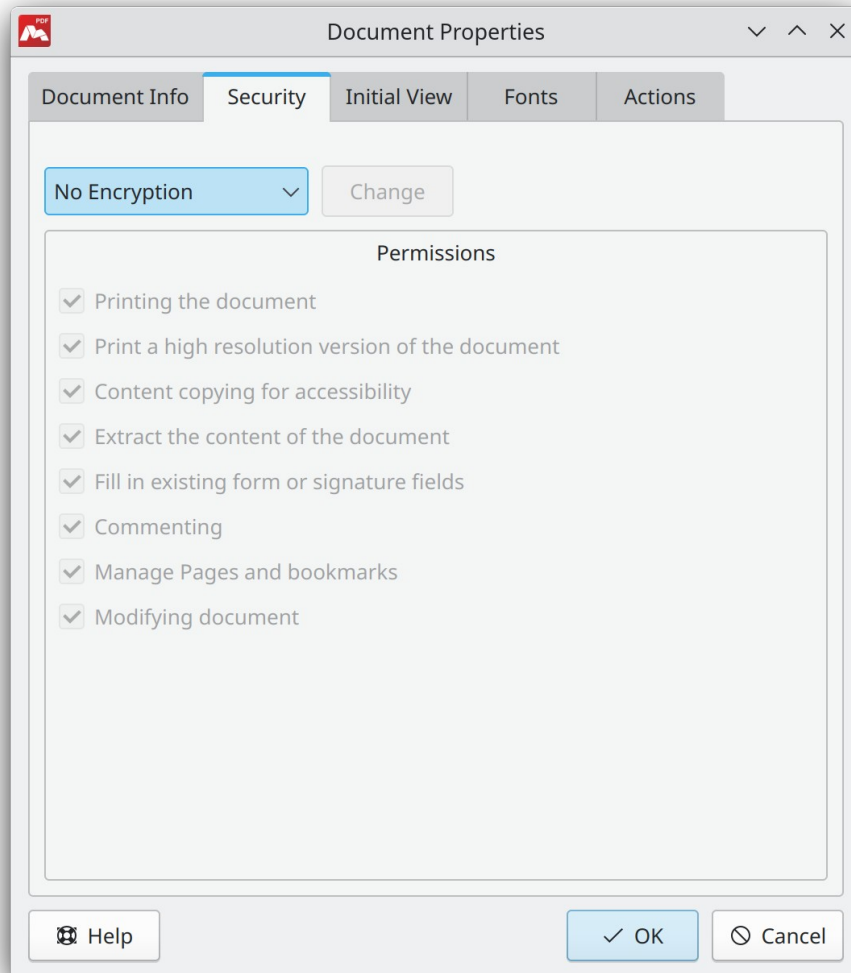 PDF
Document Properties
Document Info Security Initial View Fonts Actions
No Encryption Change
Permissions
Printing the document
Print a high resolution version of the document
Content copying for accessibility
Extract the content of the document
Fill in existing form or signature fields
Commenting
Manage Pages and bookmarks
Modifying document
Help OK Cancel